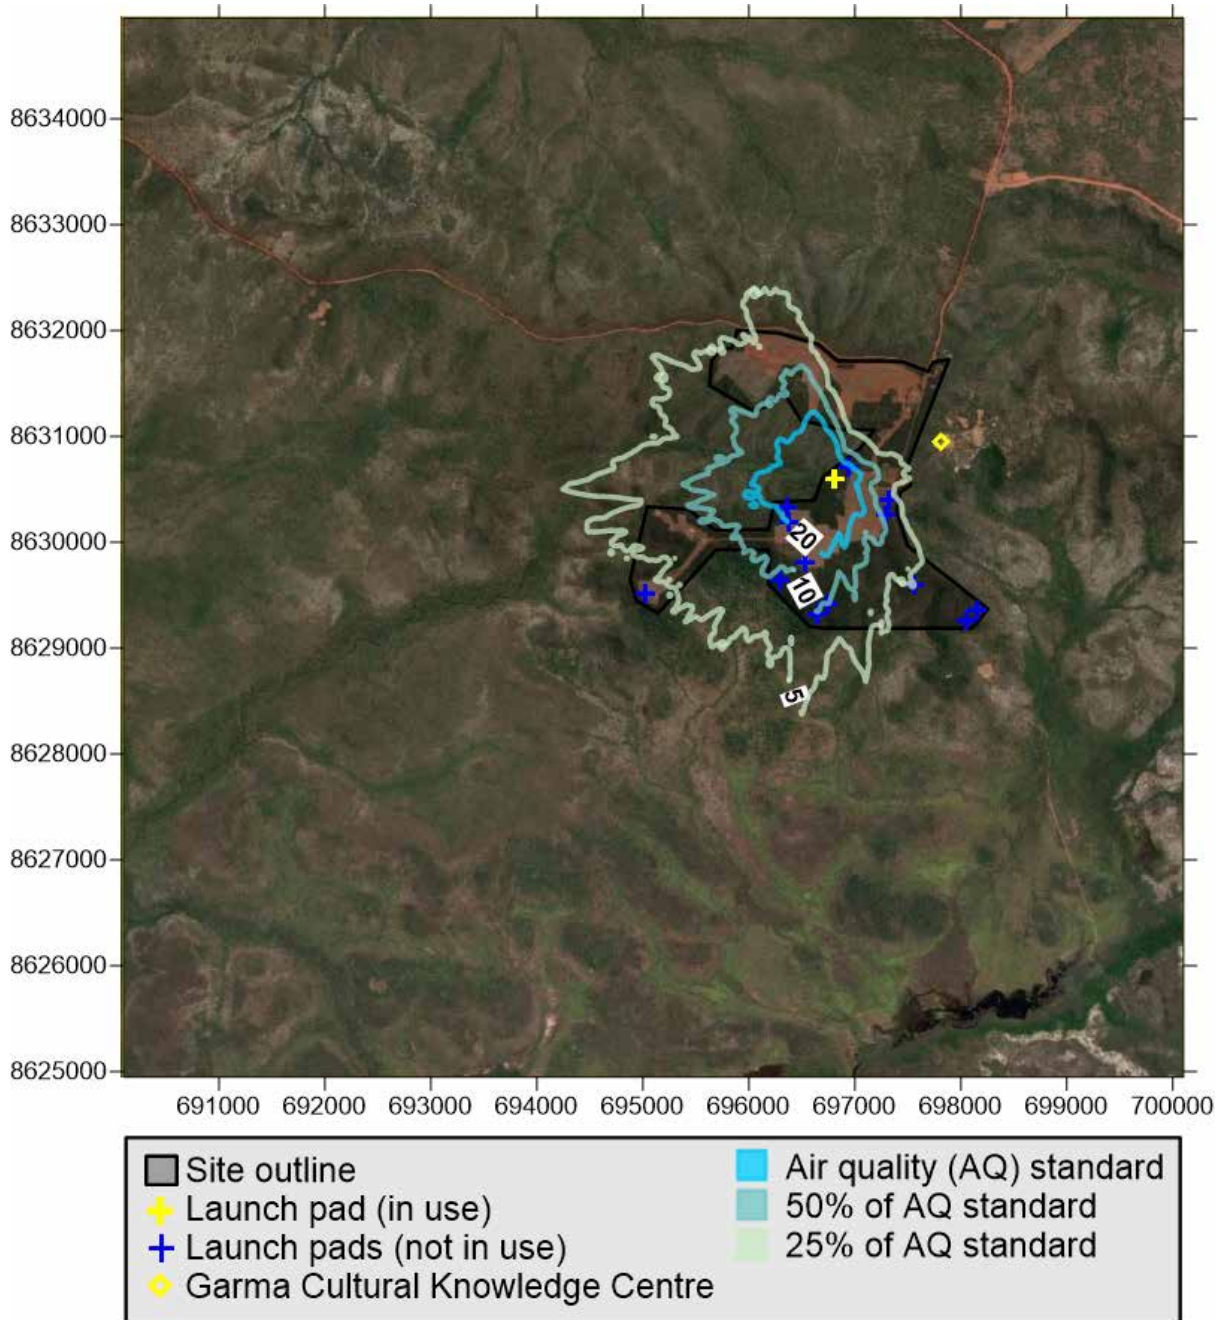 8634000
8633000
8632000
8631000
8630000
8629000
8628000
8627000
8626000
8625000
20
10
5
691000 692000 693000 694000 695000 696000 697000 698000 699000 700000
Site outline
Launch pad (in use)
Launch pads (not in use)
Garma Cultural Knowledge Centre
Air quality (AQ) standard
50% of AQ standard
25% of AQ standard